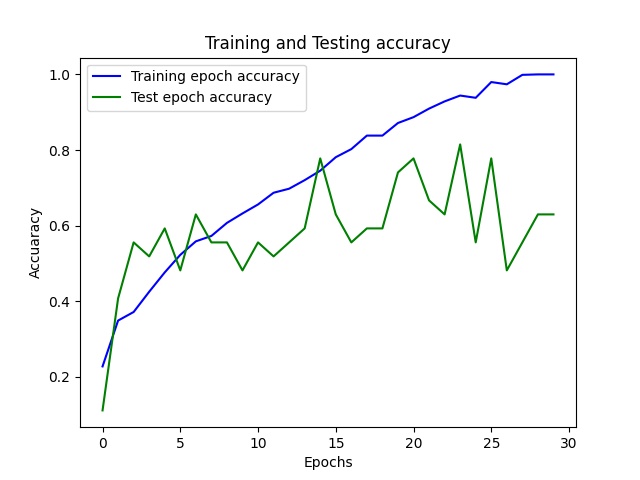 Training and Testing accuracy
Training epoch accuracy
Test epoch accuracy
1.0
0.8
0.6
0.4
0.2
Accuaracy
0 5 10 15 20 25 30
Epochs